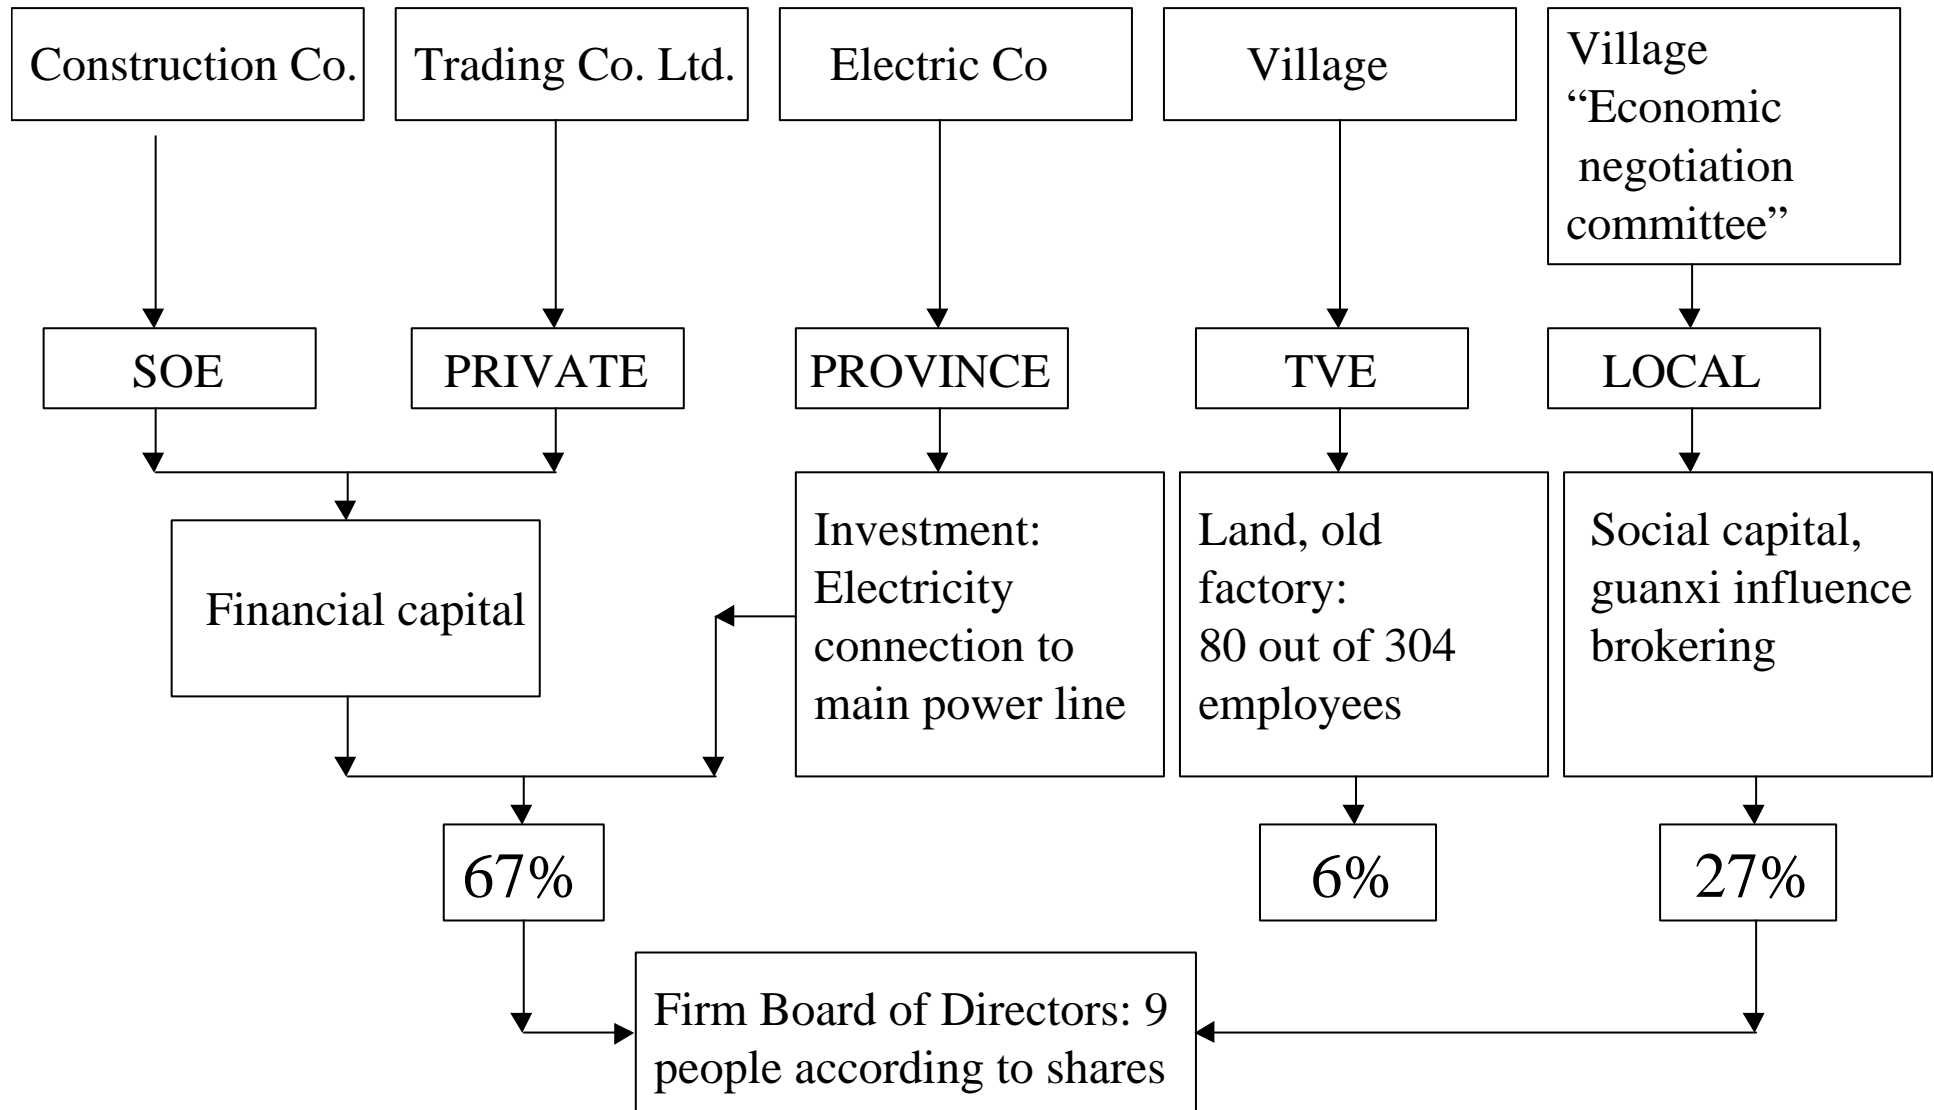 Construction Co.
Trading Co. Ltd.
Electric Co
Village
Village
“Economic
negotiation
committee”
SOE
PRIVATE
PROVINCE
TVE
LOCAL
Financial capital
Investment:
Electricity
connection to
main power line
Land, old
factory:
80 out of 304
employees
Social capital,
guanxi influence
brokering
67%
6%
27%
Firm Board of Directors: 9
people according to shares